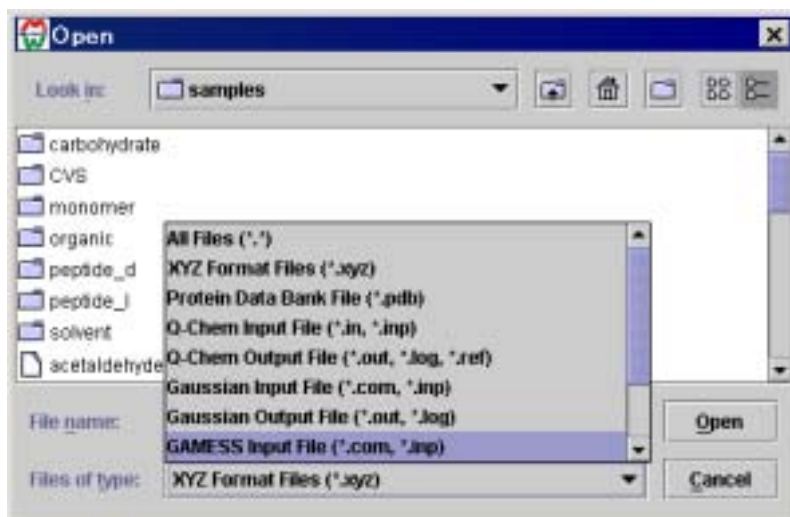 Open
Look in: samples
carbohydrate
CVS
monomer
organic
peptide_d
peptide_l
solvent
acetaldehyde
All Files (*.*)
XYZ Format Files (*.xyz)
Protein Data Bank File (*.pdb)
Q-Chem Input File (*.in, *.inp)
Q-Chem Output File (*.out, *.log, *.ref)
Gaussian Input File (*.com, *.inp)
Gaussian Output File (*.out, *.log)
GAMESS Input File (*.com, *.inp)
File name:
Open
Files of type: XYZ Format Files (*.xyz)
Cancel